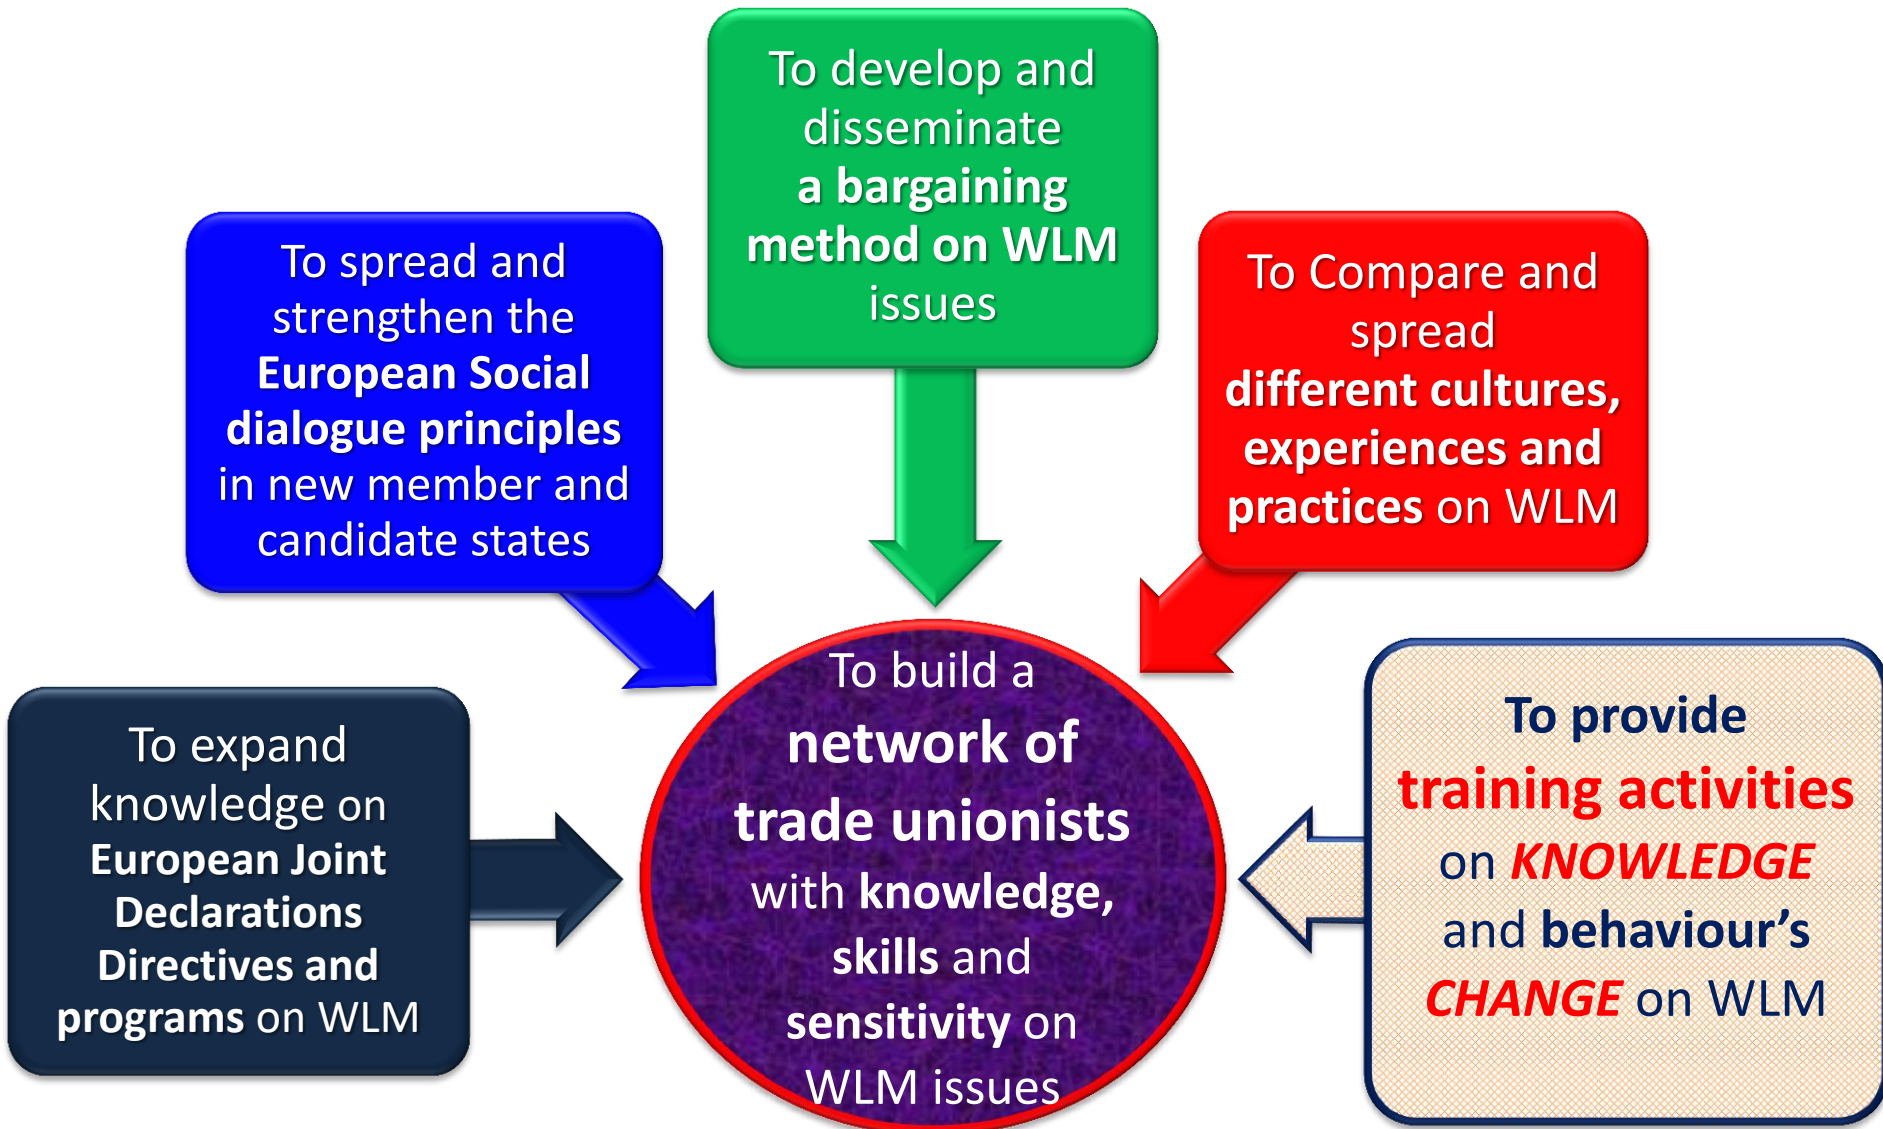 To develop and
disseminate
a bargaining
method on WLM
issues
To spread and
strengthen the
European Social
dialogue principles
in new member and
candidate states
To Compare and
spread
different cultures,
experiences and
practices on WLM
To expand
knowledge on
European Joint
Declarations
Directives and
programs on WLM
To build a
network of
trade unionists
with knowledge,
skills and
sensitivity on
WLM issues
To provide
training activities
on KNOWLEDGE
and behaviour’s
CHANGE on WLM